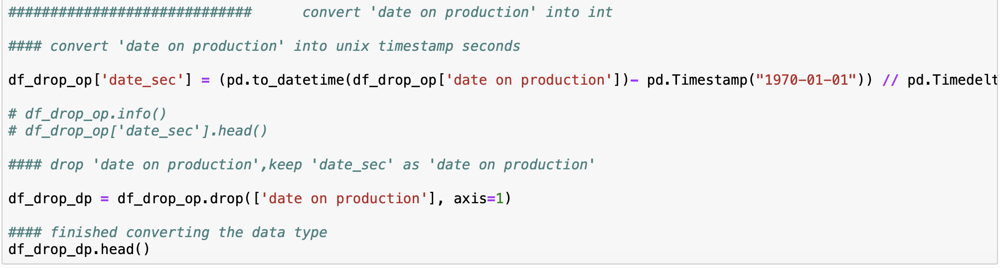 #############################      convert 'date on production' into int
#### convert 'date on production' into unix timestamp seconds
df_drop_op['date_sec'] = (pd.to_datetime(df_drop_op['date on production'])- pd.Timestamp("1970-01-01")) // pd.Timedelt
# df_drop_op.info()
# df_drop_op['date_sec'].head()
#### drop 'date on production',keep 'date_sec' as 'date on production'
df_drop_dp = df_drop_op.drop(['date on production'], axis=1)
#### finished converting the data type
df_drop_dp.head()